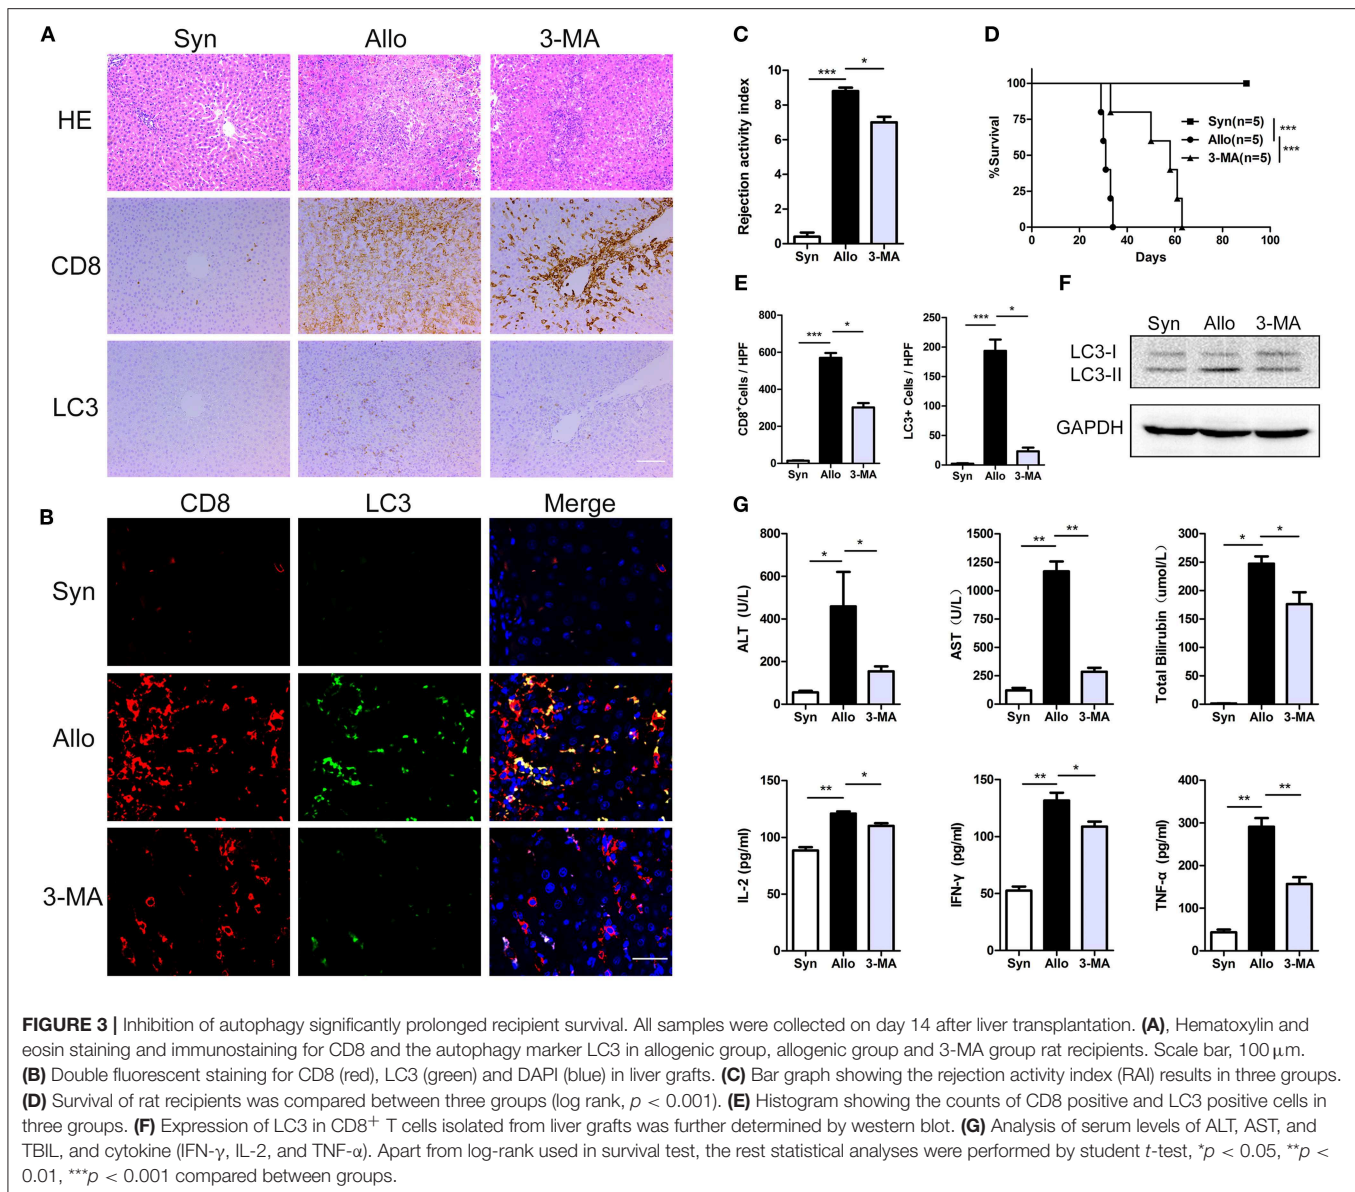 A
Syn Allo 3-MA
HE
CD8
LC3
B
CD8 LC3 Merge
Syn
Allo
3-MA
C
Rejection activity index
10
8
6
4
2
0
*** *
Syn Allo 3-MA
D
%Survival
100
75
50
25
0
0 20 40 60 80 100
Days
Syn(n=5)
Allo(n=5)
3-MA(n=5)
***
***
E
CD8+Cells / HPF
800
600
400
200
0
*** *
Syn Allo 3-MA
LC3+ Cells / HPF
250
200
150
100
50
0
*** *
Syn Allo 3-MA
F
Syn Allo 3-MA
LC3-I
LC3-II
GAPDH
G
ALT (U/L)
800
600
400
200
0
* *
Syn Allo 3-MA
AST (U/L)
1500
1250
1000
750
500
250
0
** **
Syn Allo 3-MA
Total Bilirubin (umol/L)
300
250
200
150
100
50
0
* *
Syn Allo 3-MA
IL-2 (pg/ml)
150
100
50
0
** *
Syn Allo 3-MA
IFN-γ (pg/ml)
150
100
50
0
** *
Syn Allo 3-MA
TNF-α (pg/ml)
400
300
200
100
0
** **
Syn Allo 3-MA
FIGURE 3 | Inhibition of autophagy significantly prolonged recipient survival. All samples were collected on day 14 after liver transplantation. (A), Hematoxylin and
eosin staining and immunostaining for CD8 and the autophagy marker LC3 in allogenic group, allogenic group and 3-MA group rat recipients. Scale bar, 100 μm.
(B) Double fluorescent staining for CD8 (red), LC3 (green) and DAPI (blue) in liver grafts. (C) Bar graph showing the rejection activity index (RAI) results in three groups.
(D) Survival of rat recipients was compared between three groups (log rank, p < 0.001). (E) Histogram showing the counts of CD8 positive and LC3 positive cells in
three groups. (F) Expression of LC3 in CD8+ T cells isolated from liver grafts was further determined by western blot. (G) Analysis of serum levels of ALT, AST, and
TBIL, and cytokine (IFN-γ, IL-2, and TNF-α). Apart from log-rank used in survival test, the rest statistical analyses were performed by student t-test, *p < 0.05, **p <
0.01, ***p < 0.001 compared between groups.